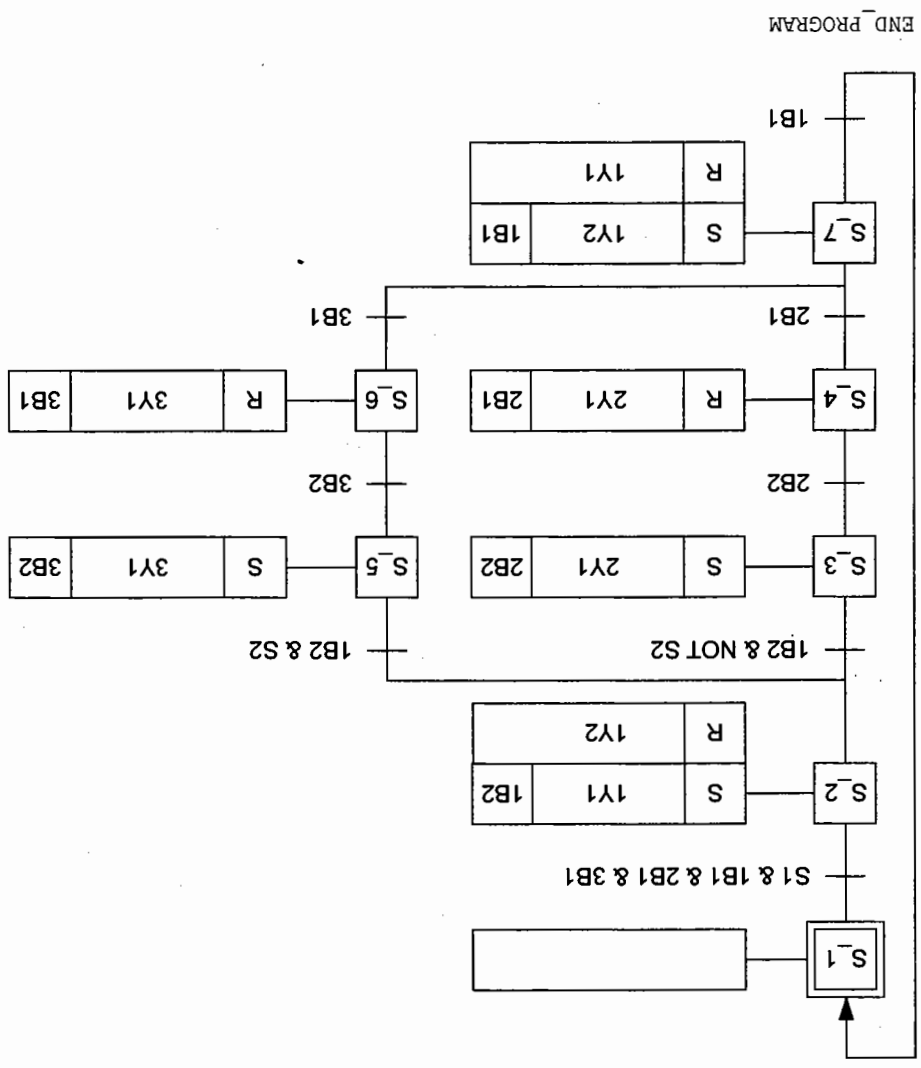 S_1
S1 & 1B1 & 2B1 & 3B1
S_2 S 1Y1 1B2
R 1Y2
1B2 & NOT S2 1B2 & S2
S_3 S 2Y1 2B2 S_5 S 3Y1 3B2
2B2 3B2
S_4 R 2Y1 2B1 S_6 R 3Y1 3B1
2B1 3B1
S_7 S 1Y2 1B1
R 1Y1
1B1
END_PROGRAM